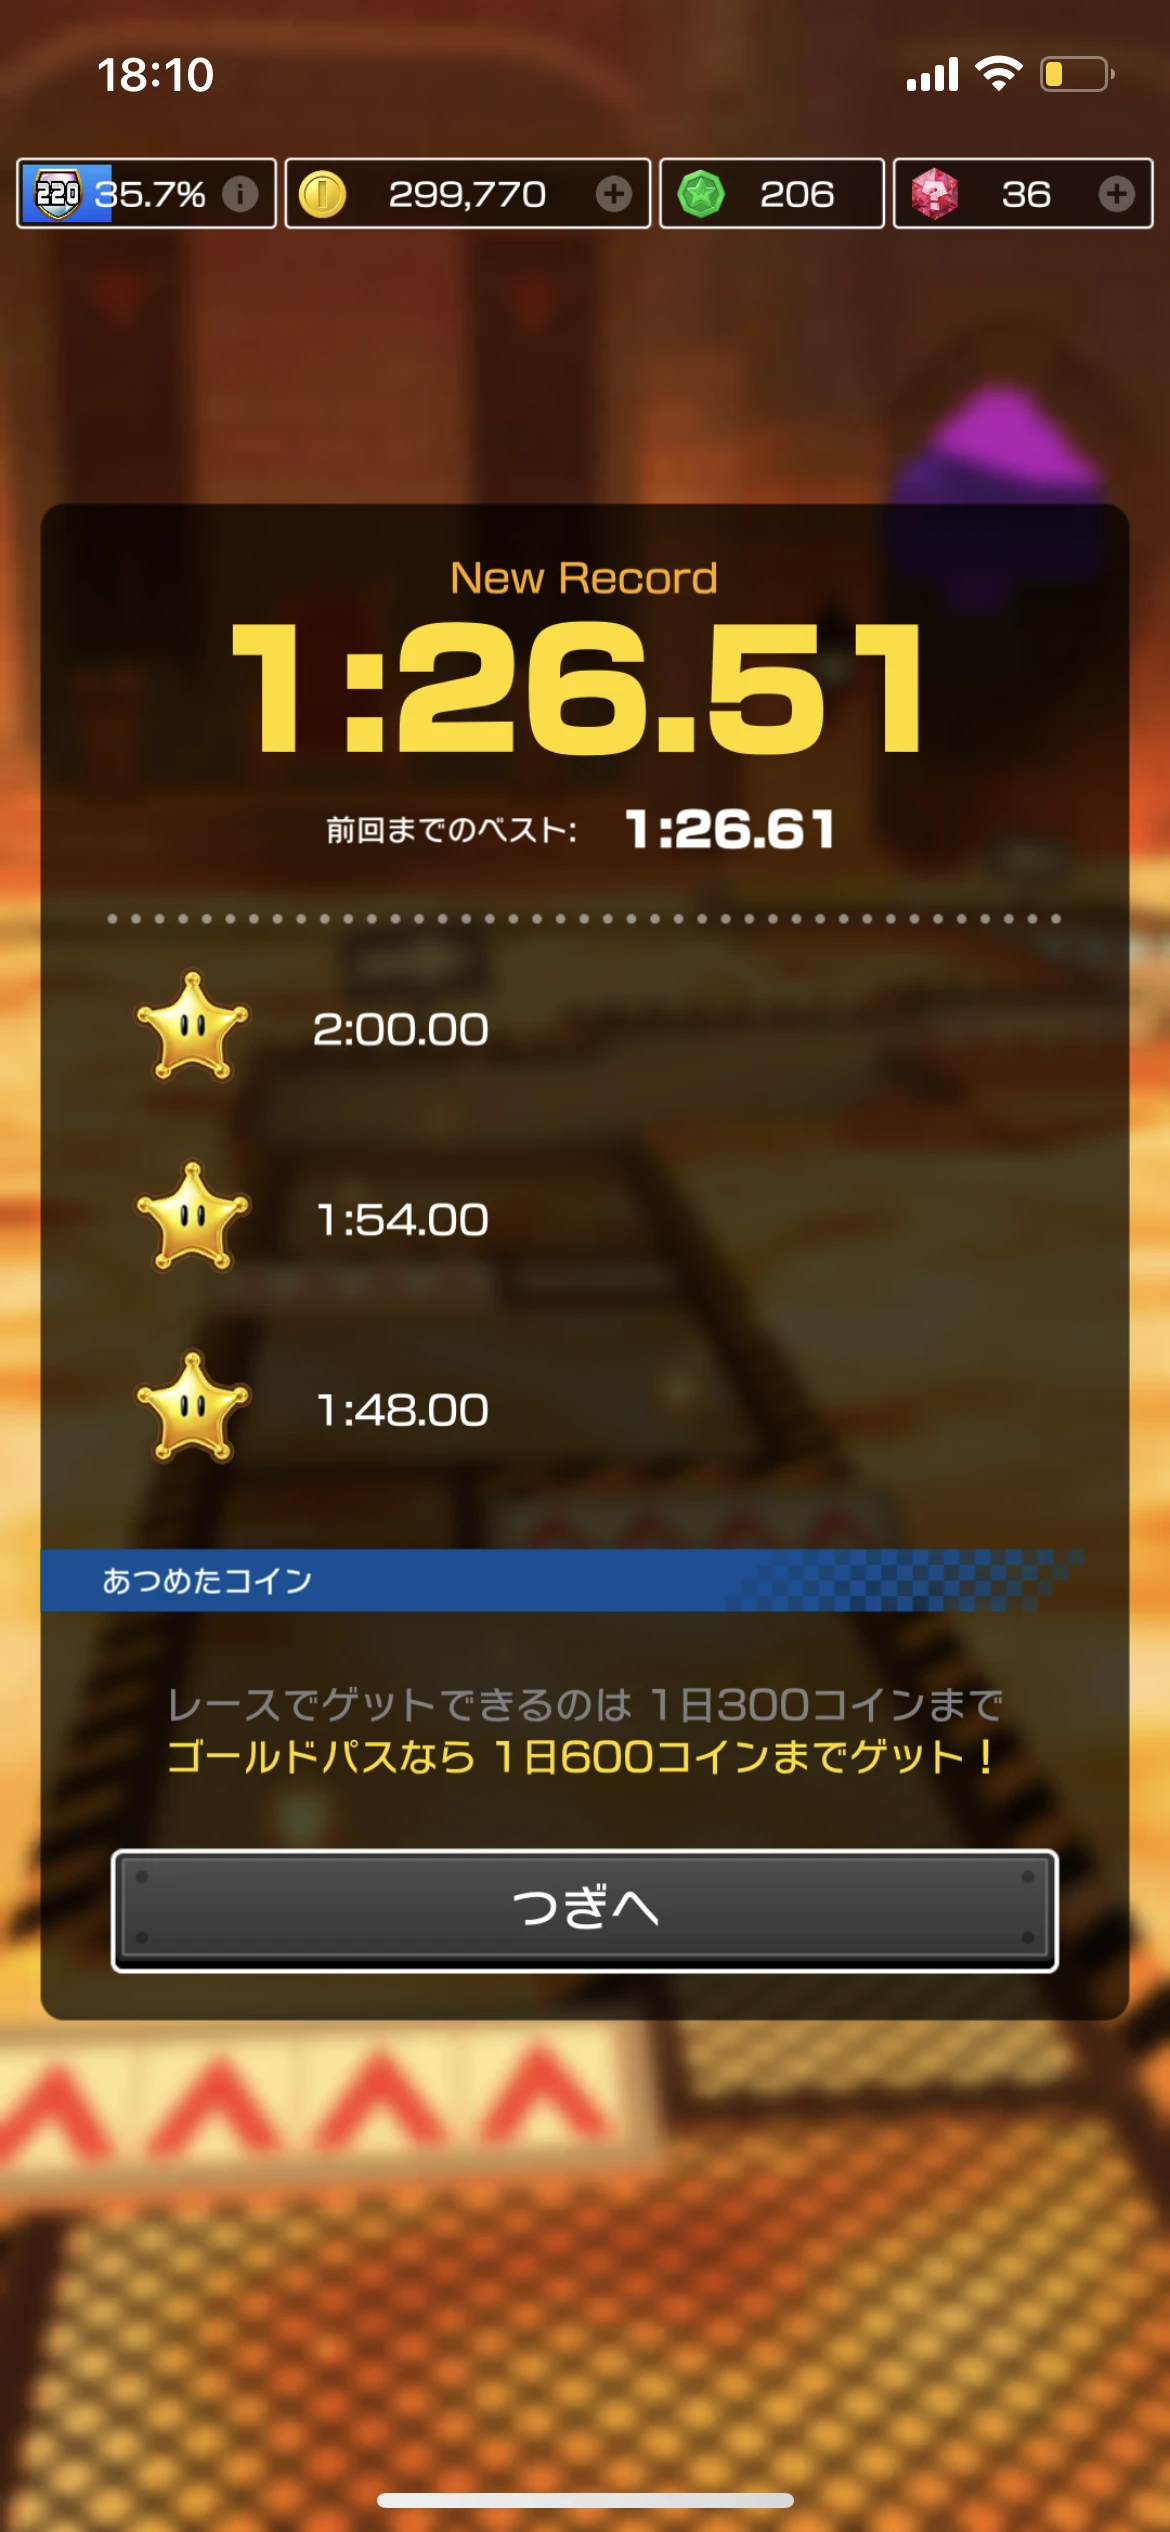 18:10
220 35.7% 299,770 206 36
New Record
1:26.51
前回までのベスト: 1:26.61
2:00.00
1:54.00
1:48.00
あつめたコイン
レースでゲットできるのは 1日300コインまで
ゴールドパスなら 1日600コインまでゲット！
つぎへ